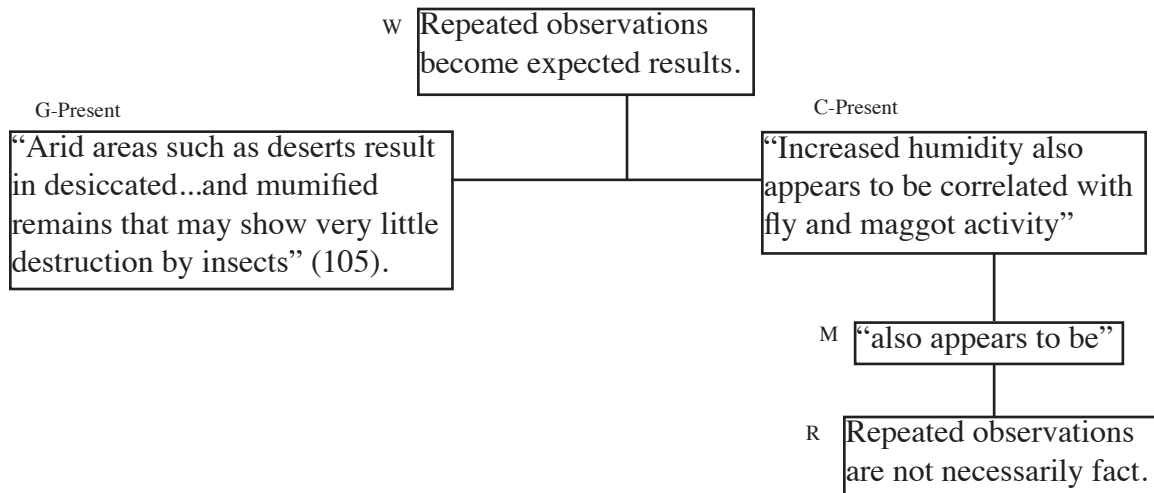 W
Repeated observations
become expected results.
G-Present
“Arid areas such as deserts result
in desiccated...and mumified
remains that may show very little
destruction by insects” (105).
C-Present
“Increased humidity also
appears to be correlated with
fly and maggot activity”
M
“also appears to be”
R
Repeated observations
are not necessarily fact.